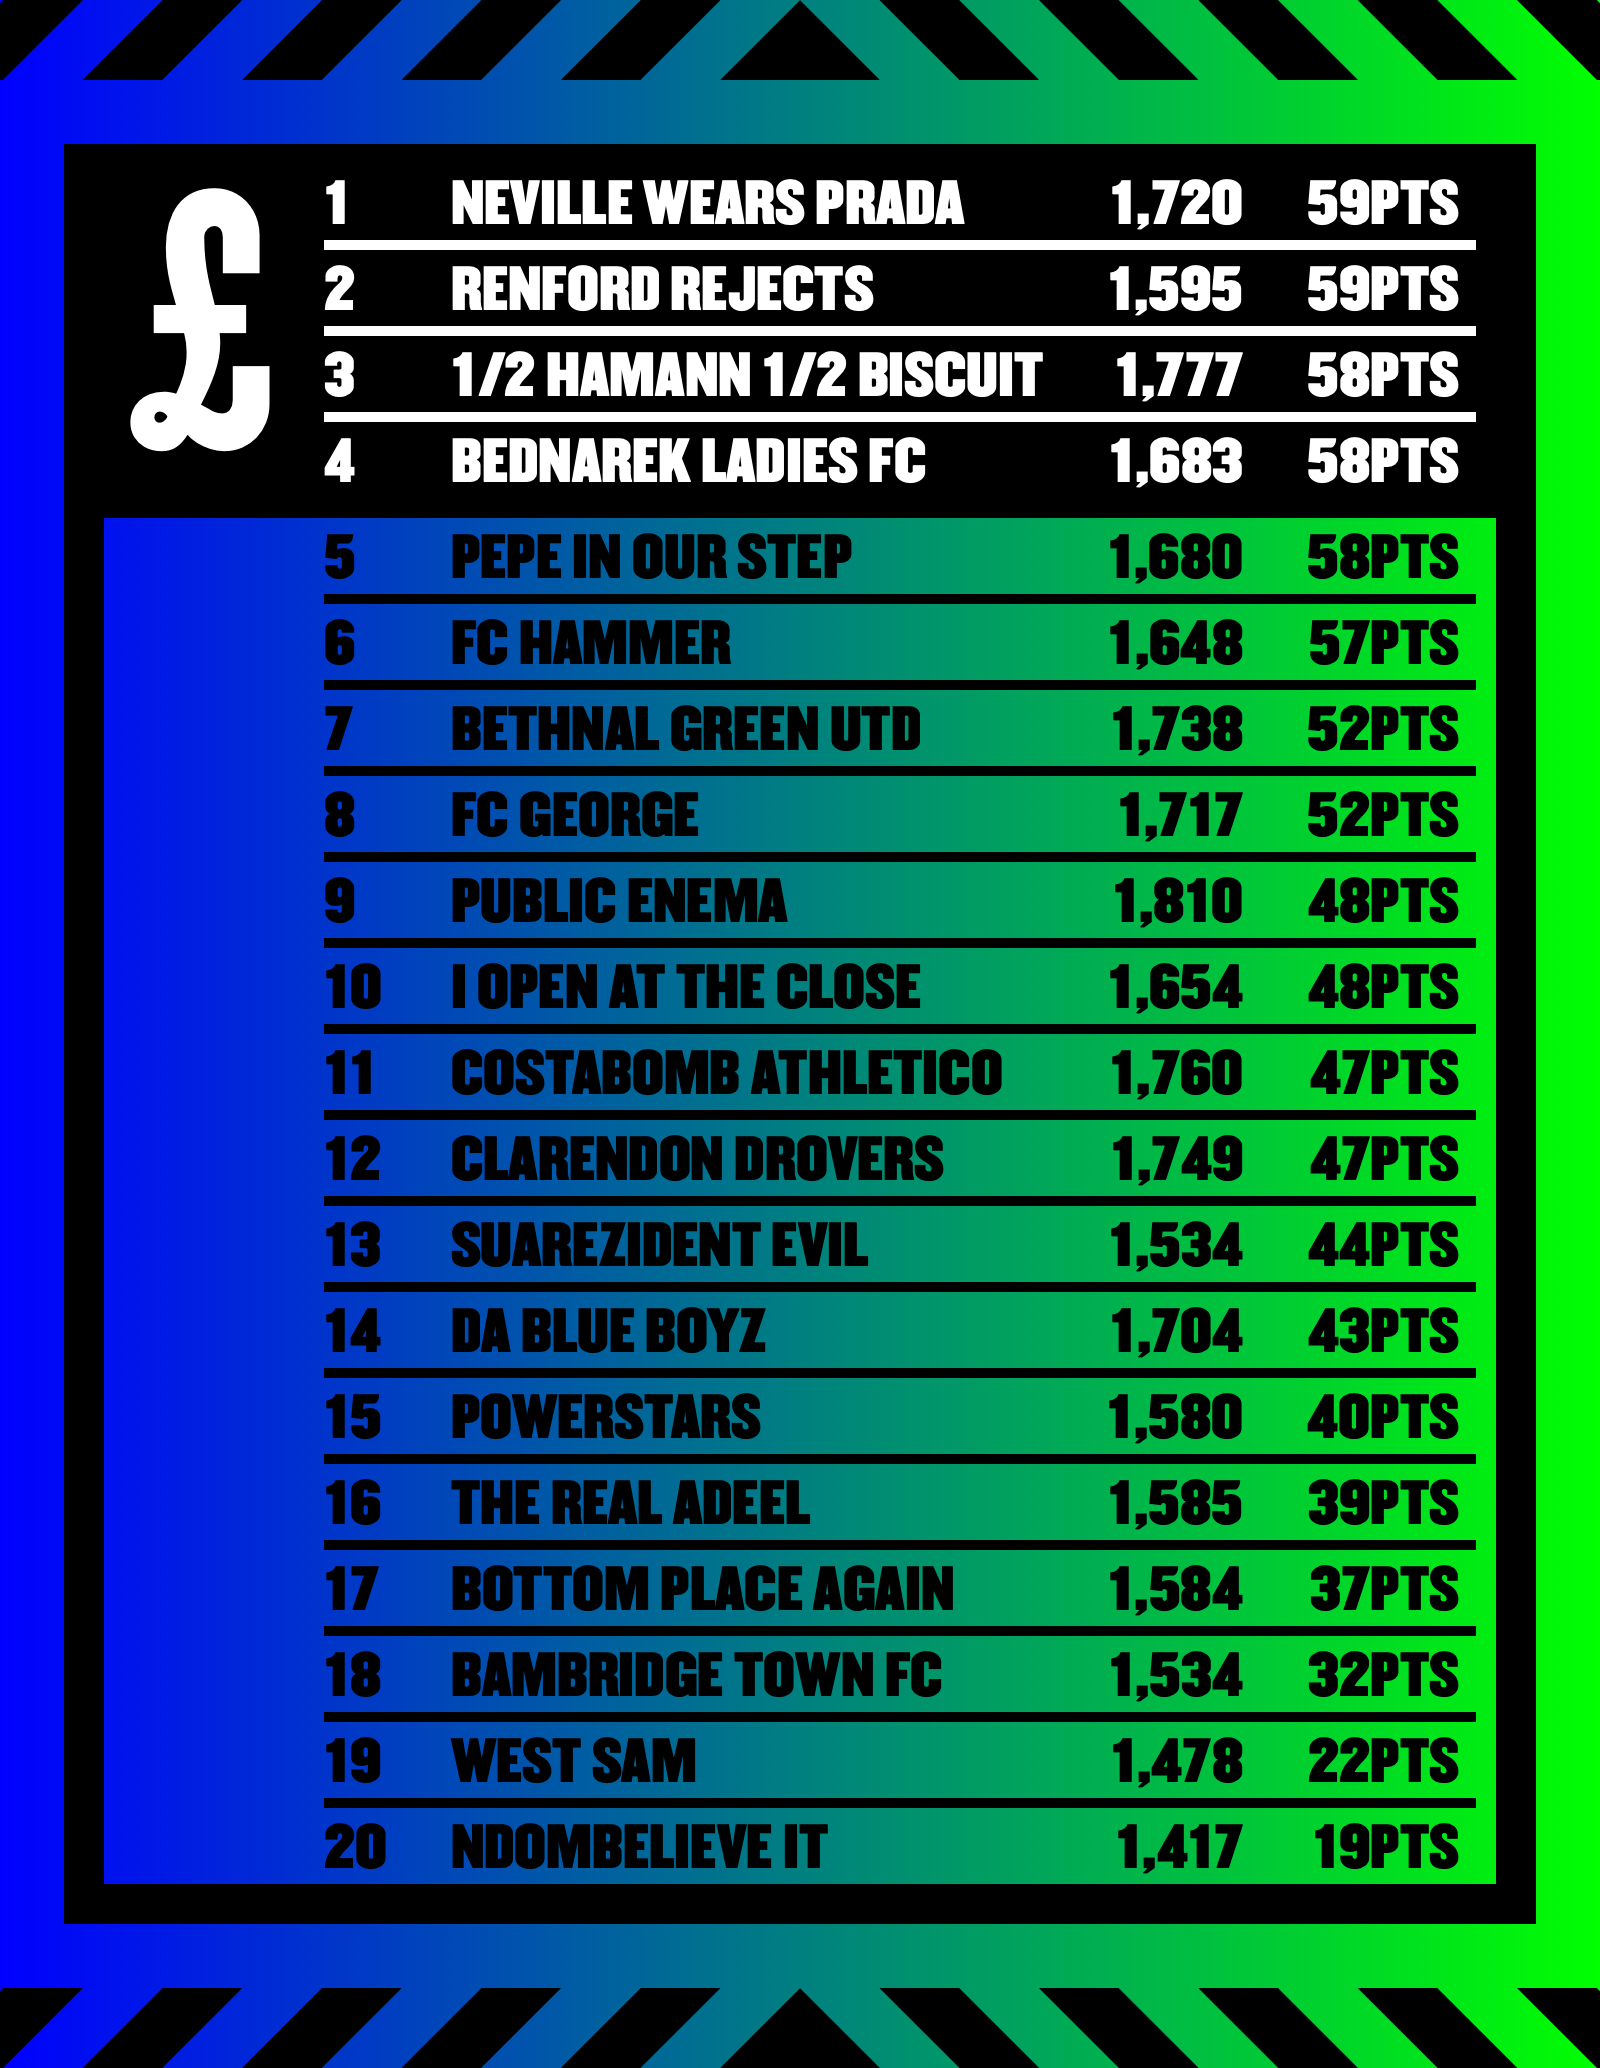 £
1 NEVILLE WEARS PRADA 1,720 59PTS
2 RENFORD REJECTS 1,595 59PTS
3 1/2 HAMANN 1/2 BISCUIT 1,777 58PTS
4 BEDNAREK LADIES FC 1,683 58PTS
5 PEPE IN OUR STEP 1,680 58PTS
6 FC HAMMER 1,648 57PTS
7 BETHNAL GREEN UTD 1,738 52PTS
8 FC GEORGE 1,717 52PTS
9 PUBLIC ENEMA 1,810 48PTS
10 I OPEN AT THE CLOSE 1,654 48PTS
11 COSTABOMB ATHLETICO 1,760 47PTS
12 CLARENDON DROVERS 1,749 47PTS
13 SUAREZIDENT EVIL 1,534 44PTS
14 DA BLUE BOYZ 1,704 43PTS
15 POWERSTARS 1,580 40PTS
16 THE REAL ADEEL 1,585 39PTS
17 BOTTOM PLACE AGAIN 1,584 37PTS
18 BAMBRIDGE TOWN FC 1,534 32PTS
19 WEST SAM 1,478 22PTS
20 NDOMBELIEVE IT 1,417 19PTS